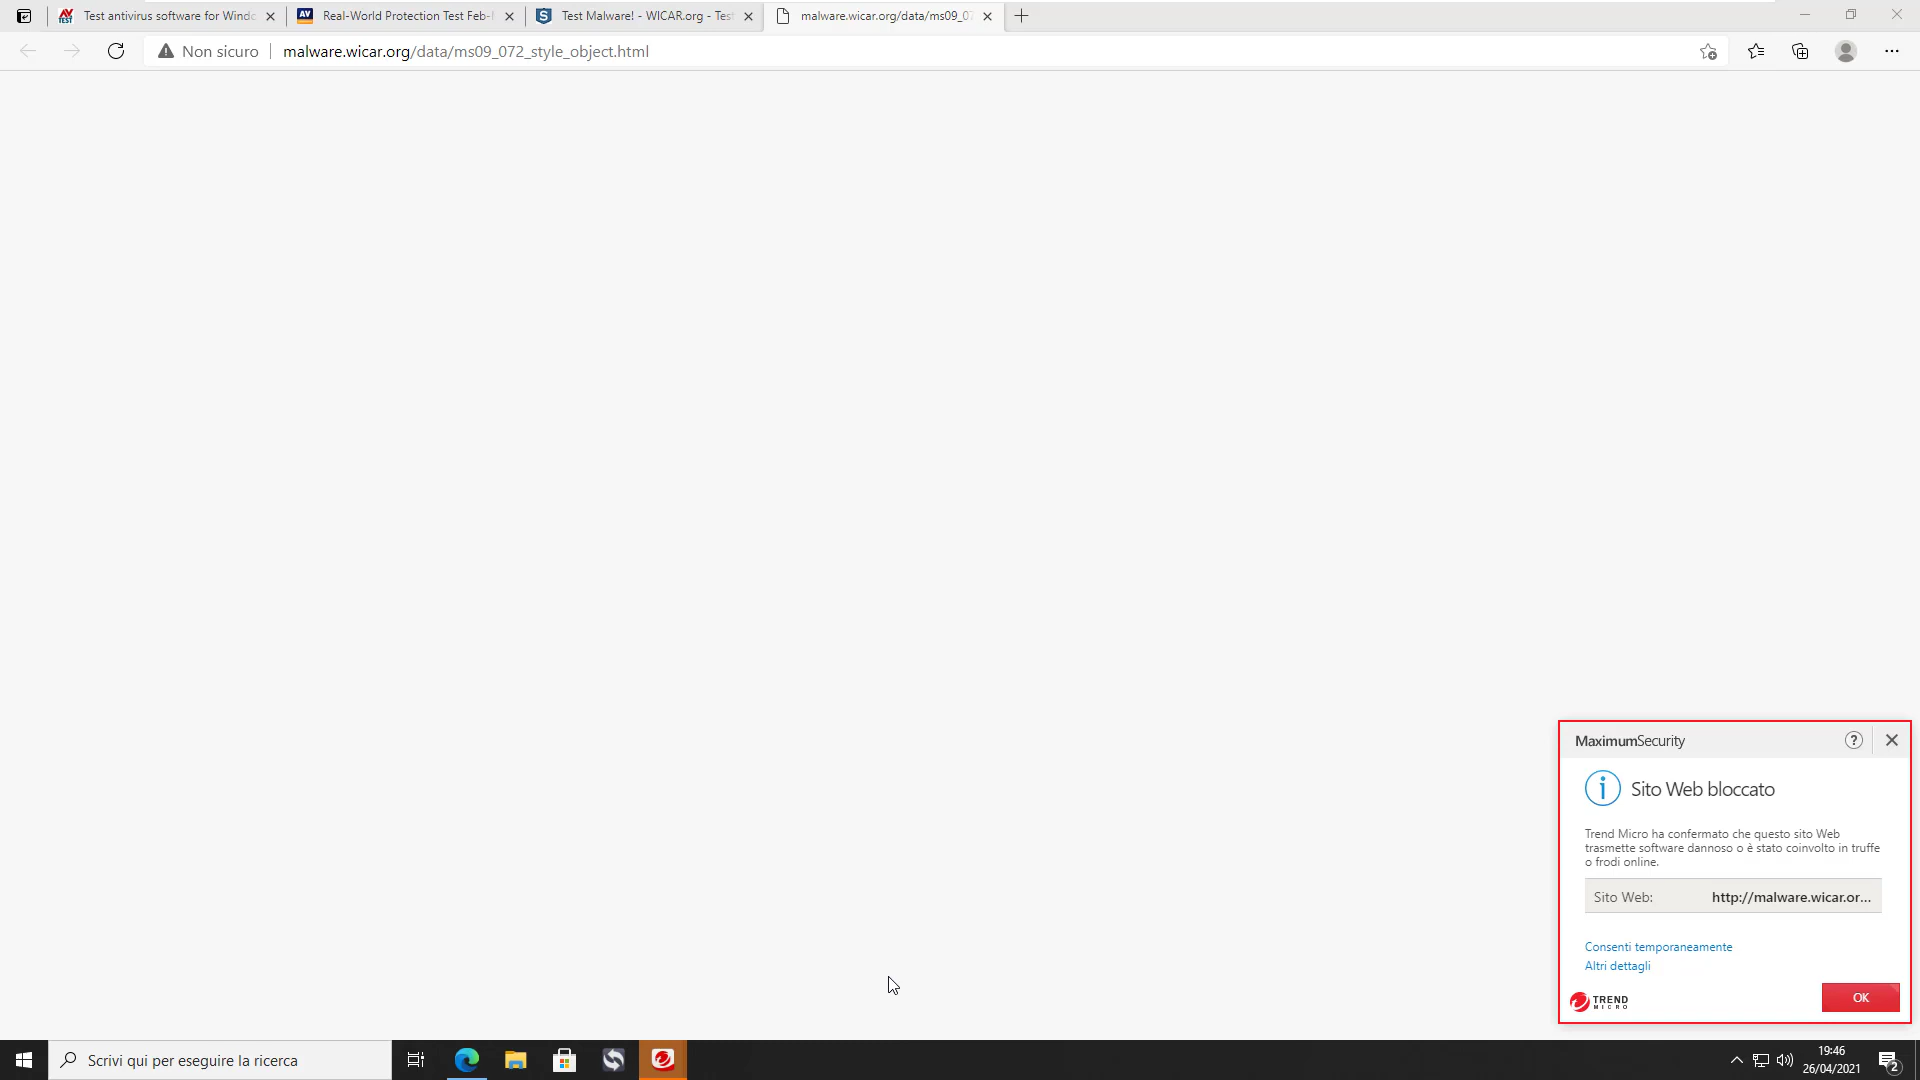 Test antivirus software for Windo
Real-World Protection Test Feb-
Test Malware! - WICAR.org - Test
malware.wicar.org/data/ms09_07
Non sicuro
malware.wicar.org/data/ms09_072_style_object.html
MaximumSecurity
Sito Web bloccato
Trend Micro ha confermato che questo sito Web
trasmette software dannoso o è stato coinvolto in truffe
o frodi online.
Sito Web: http://malware.wicar.or...
Consenti temporaneamente
Altri dettagli
TREND
MICRO
OK
Scrivi qui per eseguire la ricerca
19:46
26/04/2021
2